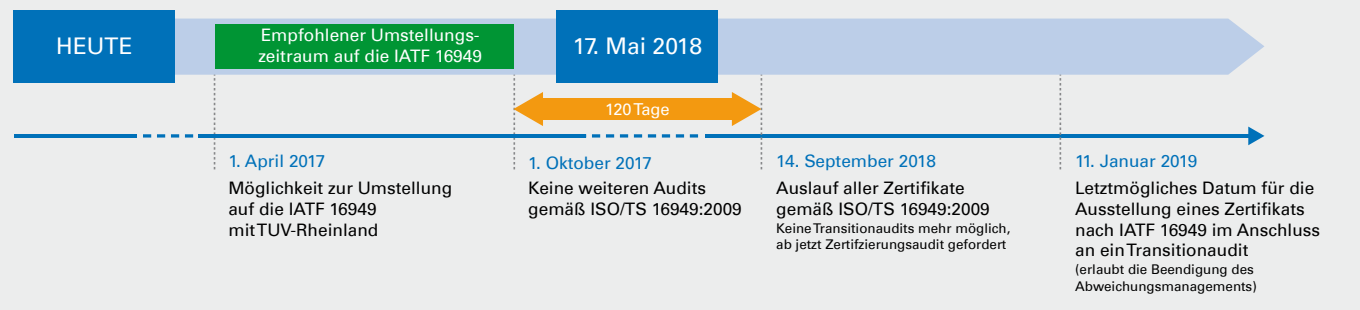 HEUTE
Empfohlener Umstellungs-
zeitraum auf die IATF 16949
17. Mai 2018
120 Tage
1. April 2017
Möglichkeit zur Umstellung
auf die IATF 16949
mit TUV-Rheinland
1. Oktober 2017
Keine weiteren Audits
gemäß ISO/TS 16949:2009
14. September 2018
Auslauf aller Zertifikate
gemäß ISO/TS 16949:2009
Keine Transitionaudits mehr möglich,
ab jetzt Zertifzierungsaudit gefordert
11. Januar 2019
Letztmögliches Datum für die
Ausstellung eines Zertifikats
nach IATF 16949 im Anschluss
an ein Transitionaudit
(erlaubt die Beendigung des
Abweichungsmanagements)